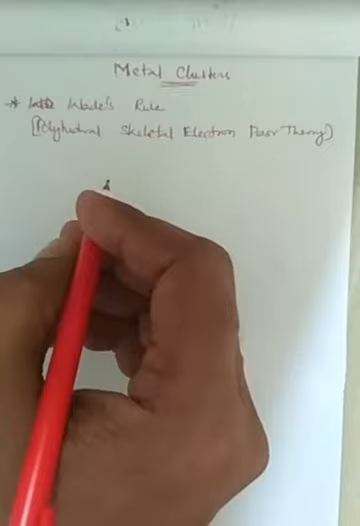 Metal Clusters
* Wade's Rule
[Polyhedral Skeletal Electron Pair Theory)